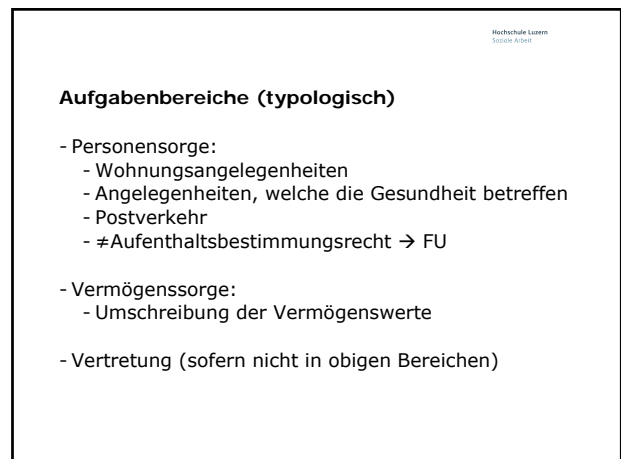 Hochschule Luzern
Soziale Arbeit
Aufgabenbereiche (typologisch)
- Personensorge:
- Wohnungsangelegenheiten
- Angelegenheiten, welche die Gesundheit betreffen
- Postverkehr
- ≠Aufenthaltsbestimmungsrecht → FU
- Vermögenssorge:
- Umschreibung der Vermögenswerte
- Vertretung (sofern nicht in obigen Bereichen)